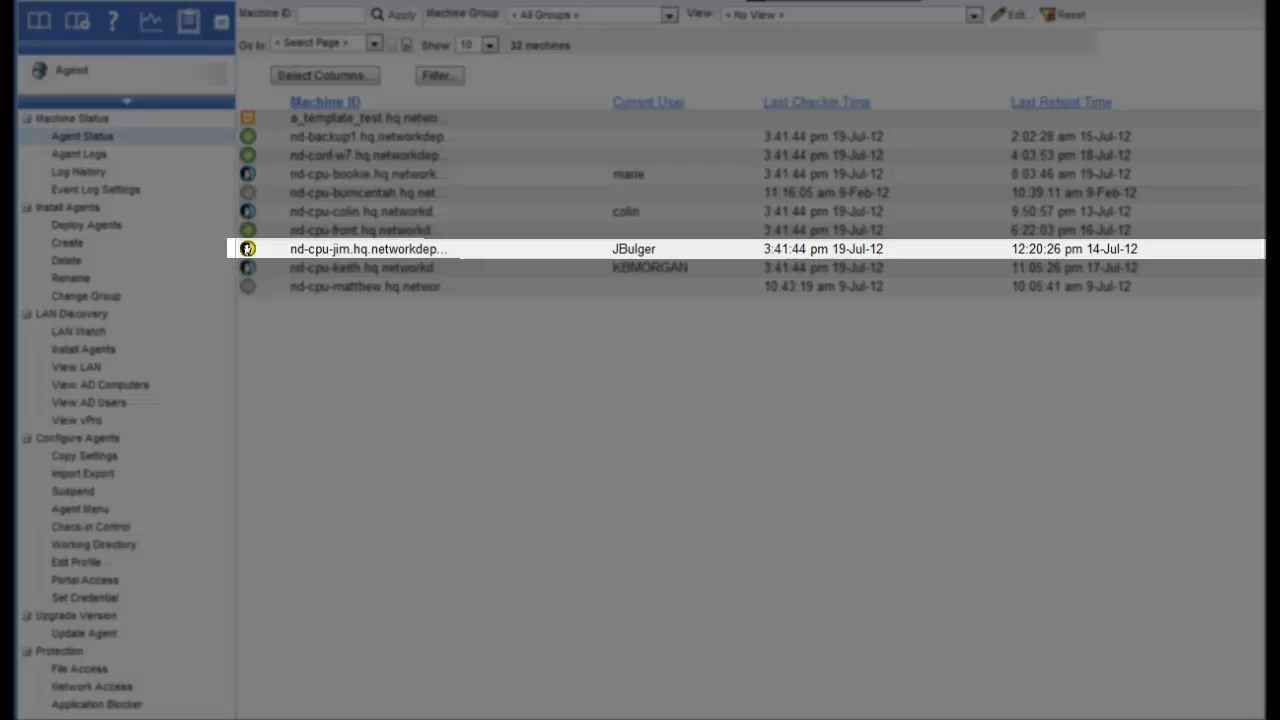 Machine ID Apply Machine Group < All Groups > View < No View > Edit... Reset
Go to < Select Page > Show 10 32 machines
Agent
Select Columns... Filter...
Machine ID Current User Last Checkin Time Last Reboot Time
a_template_test.hq.netwo...
nd-backup1.hq.networkdep... 3:41:44 pm 19-Jul-12 2:02:28 am 15-Jul-12
nd-conf-w7.hq.networkdep... 3:41:44 pm 19-Jul-12 4:03:53 pm 18-Jul-12
nd-cpu-bookie.hq.network... marie 3:41:44 pm 19-Jul-12 8:03:46 am 19-Jul-12
nd-cpu-burncentah.hq.net... 11:16:05 am 9-Feb-12 10:39:11 am 9-Feb-12
nd-cpu-colin.hq.networkd... colin 3:41:44 pm 19-Jul-12 9:50:57 pm 13-Jul-12
nd-cpu-front.hq.networkd... 3:41:44 pm 19-Jul-12 6:22:03 pm 16-Jul-12
nd-cpu-jim.hq.networkdep... JBulger 3:41:44 pm 19-Jul-12 12:20:26 pm 14-Jul-12
nd-cpu-keith.hq.networkd... KBMORGAN 3:41:44 pm 19-Jul-12 11:05:26 pm 17-Jul-12
nd-cpu-matthew.hq.networ... 10:43:19 am 9-Jul-12 10:05:41 am 9-Jul-12
Machine Status
Agent Status
Agent Logs
Log History
Event Log Settings
Install Agents
Deploy Agents
Create
Delete
Rename
Change Group
LAN Discovery
LAN Watch
Install Agents
View LAN
View AD Computers
View AD Users
View vPro
Configure Agents
Copy Settings
Import Export
Suspend
Agent Menu
Check-in Control
Working Directory
Edit Profile
Portal Access
Set Credential
Upgrade Version
Update Agent
Protection
File Access
Network Access
Application Blocker